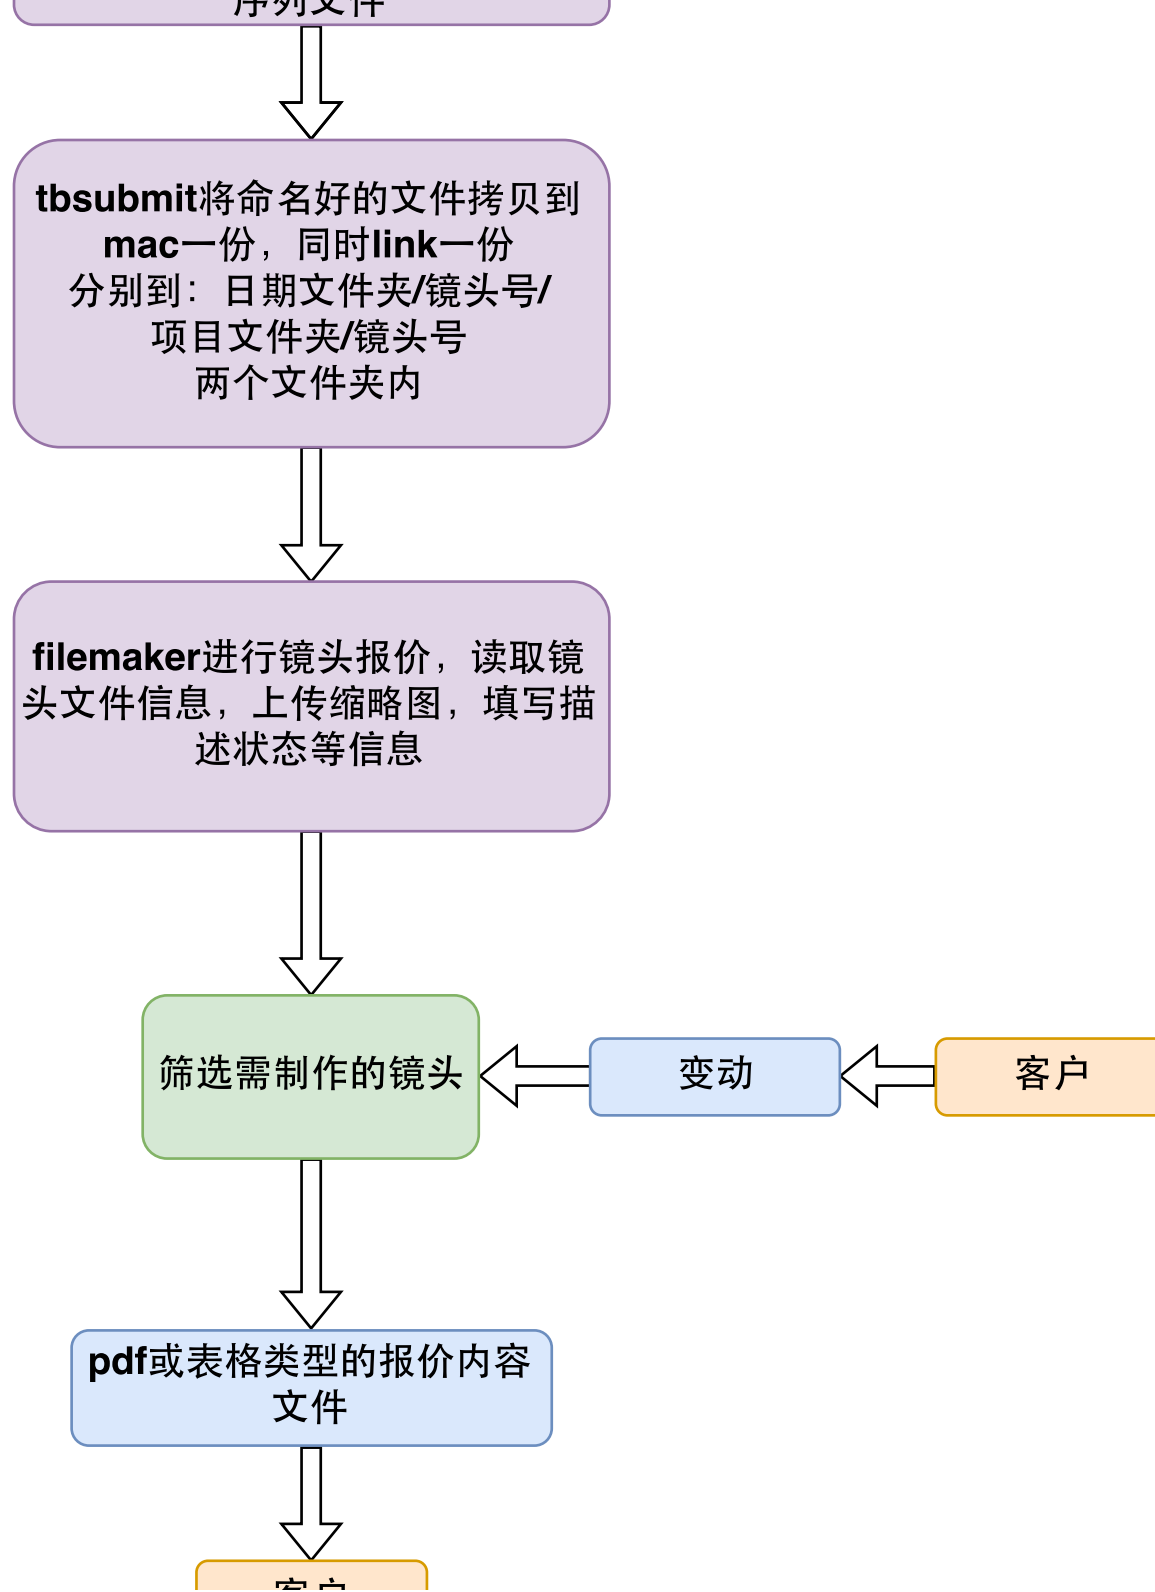 序列文件
tbsubmit将命名好的文件拷贝到
mac一份，同时link一份
分别到：日期文件夹/镜头号/
项目文件夹/镜头号
两个文件夹内
filemaker进行镜头报价，读取镜
头文件信息，上传缩略图，填写描
述状态等信息
筛选需制作的镜头
变动
客户
pdf或表格类型的报价内容
文件
客户